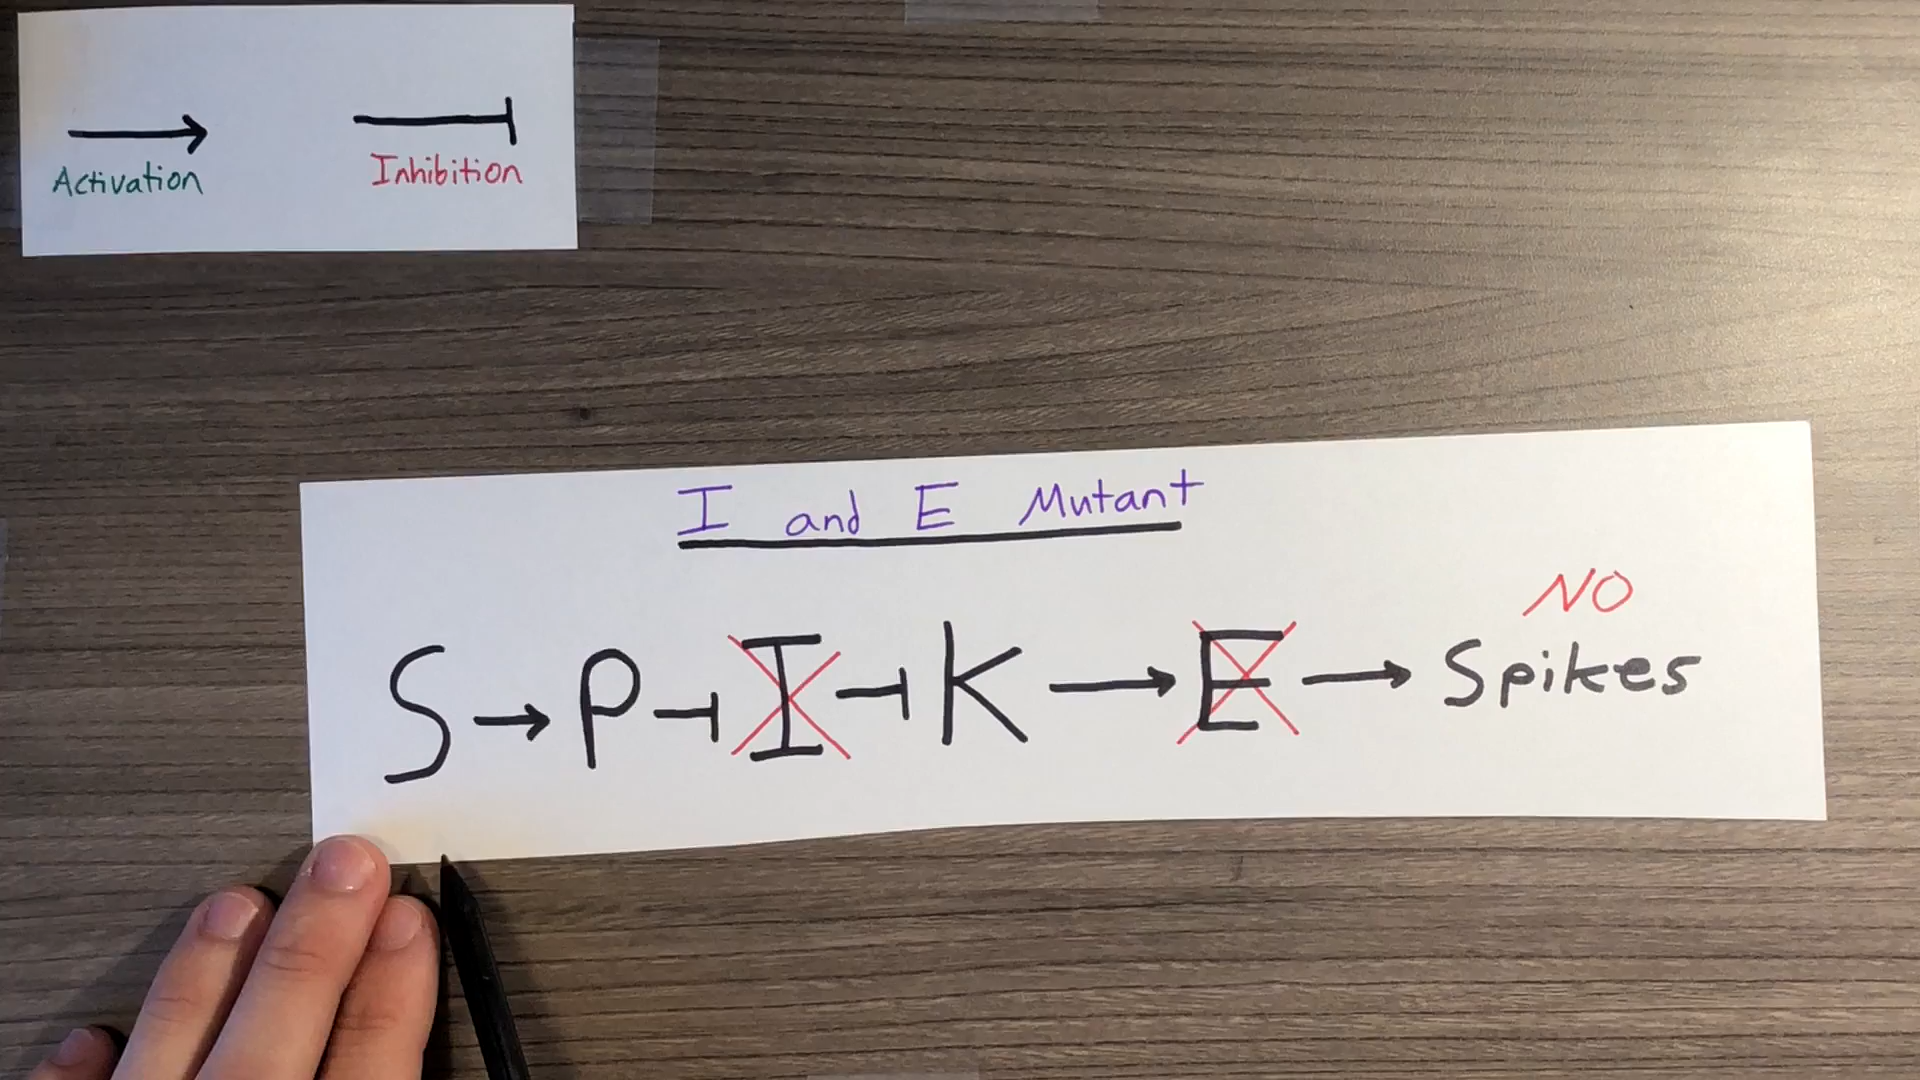 Activation
Inhibition
I and E Mutant
NO
S → P ⊣ I ⊣ K → E → Spikes